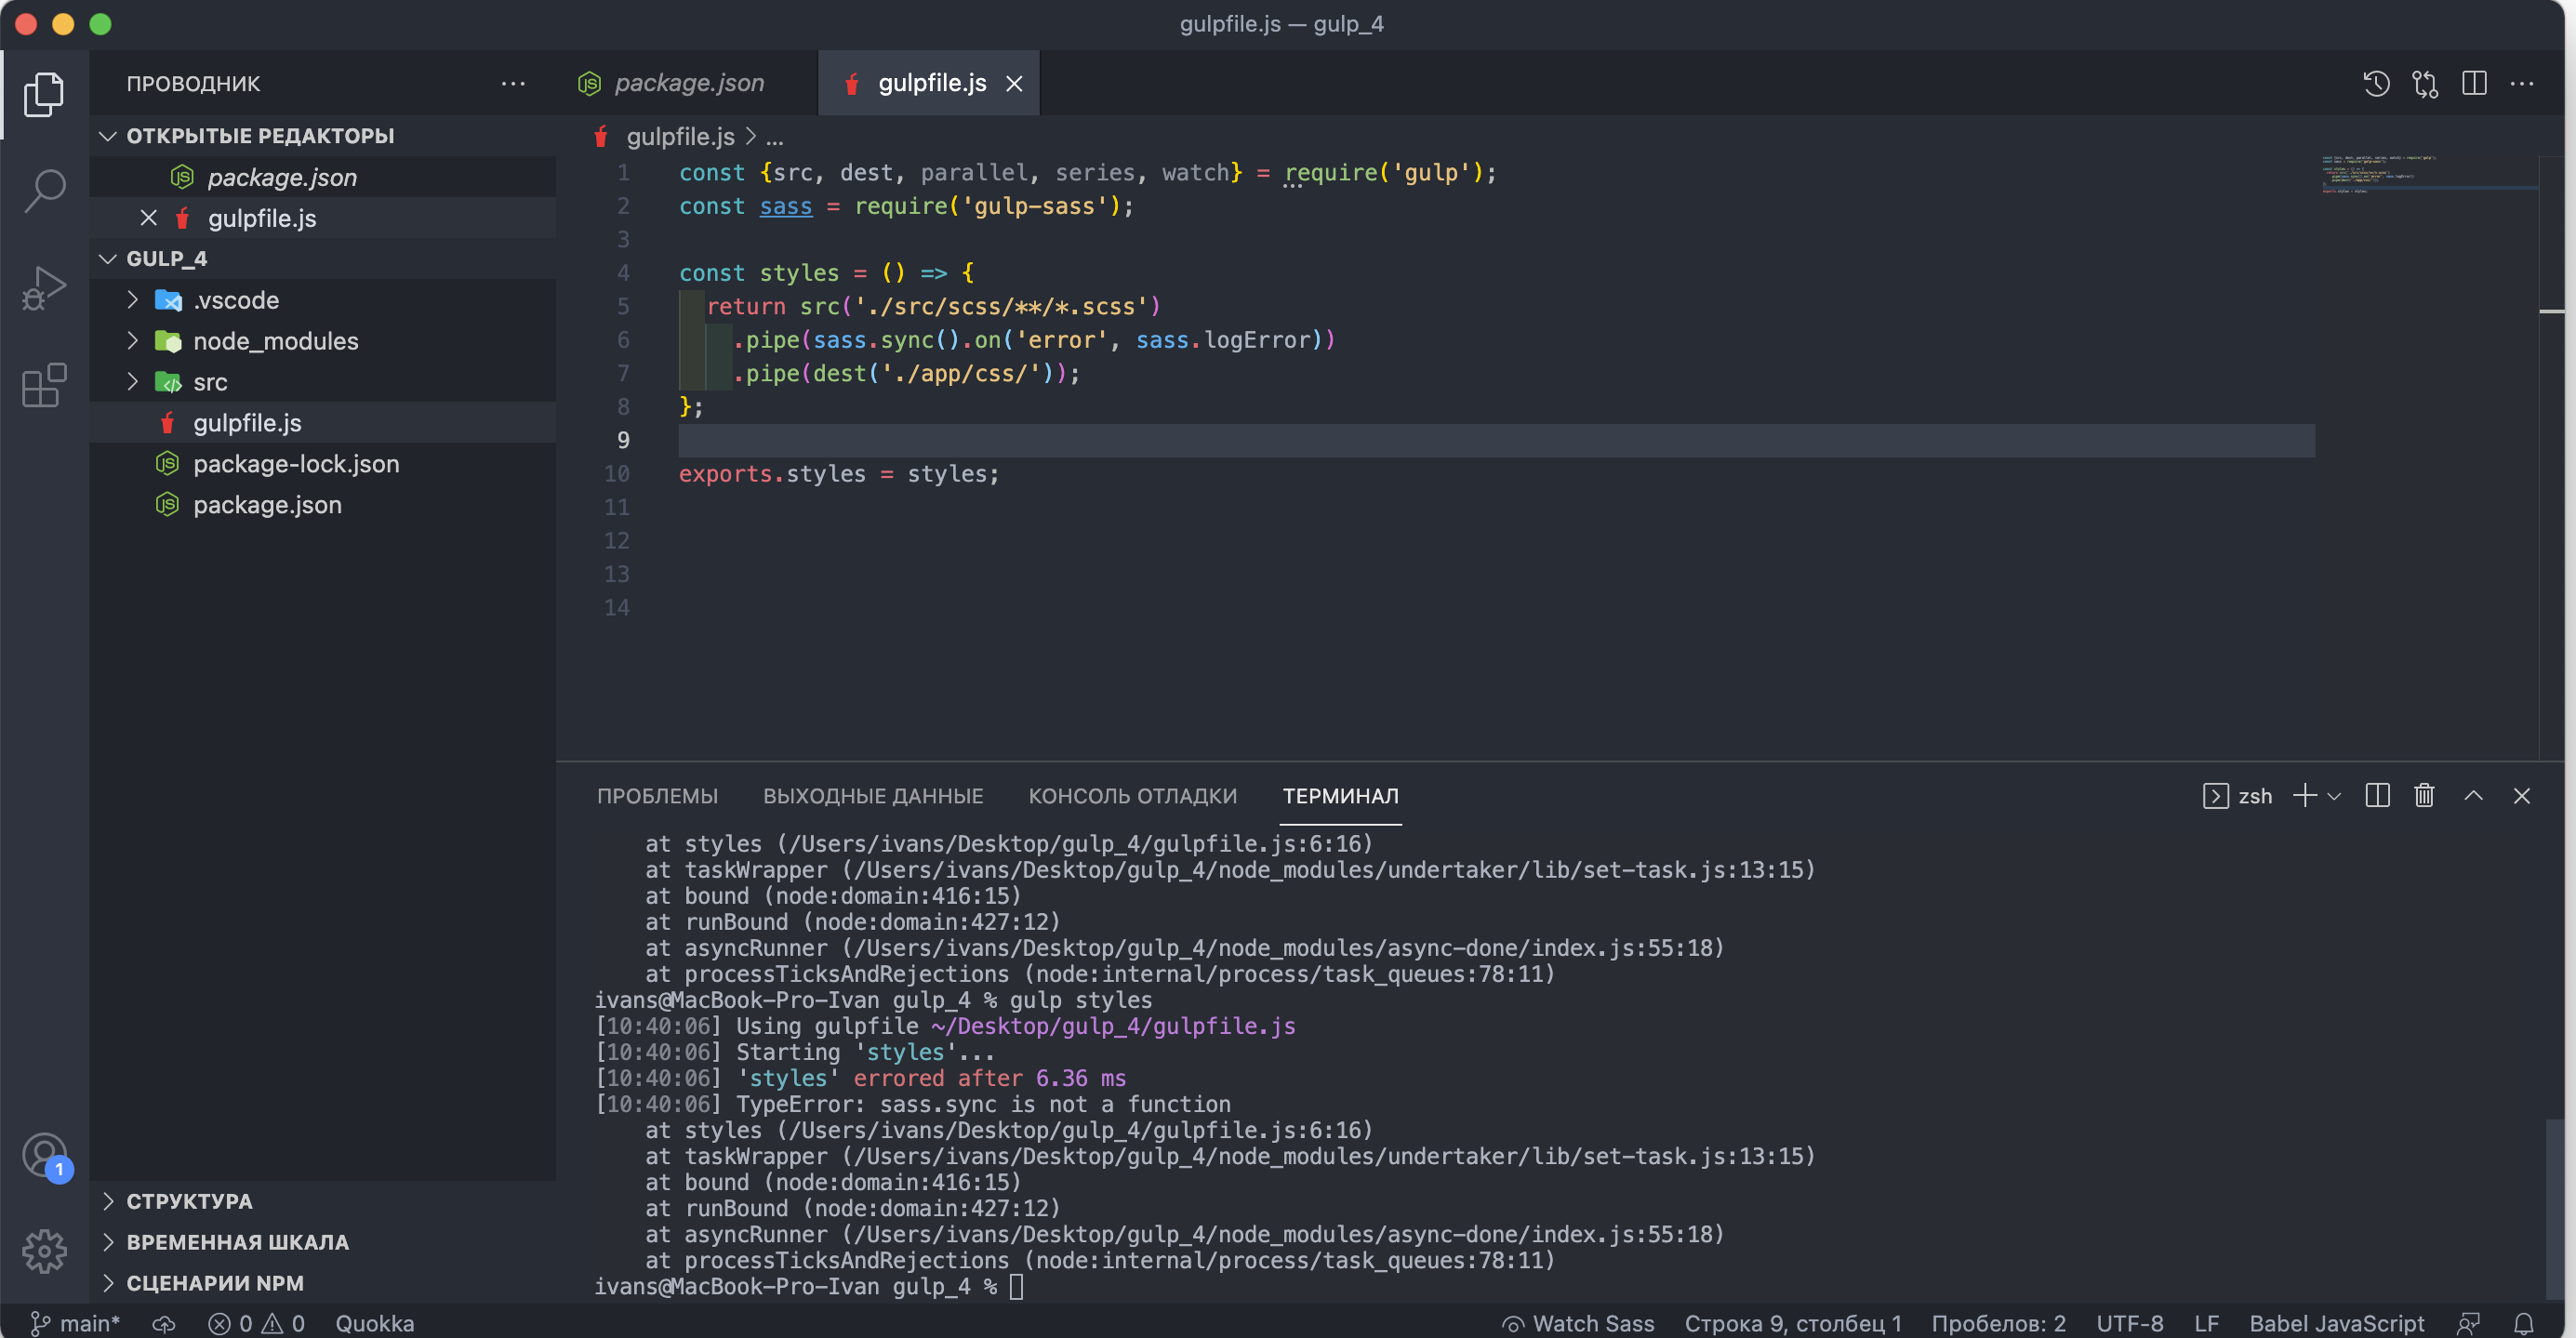 gulpfile.js — gulp_4
ПРОВОДНИК
ОТКРЫТЫЕ РЕДАКТОРЫ
package.json
gulpfile.js
GULP_4
.vscode
node_modules
src
gulpfile.js
package-lock.json
package.json
СТРУКТУРА
ВРЕМЕННАЯ ШКАЛА
СЦЕНАРИИ NPM
1
package.json
gulpfile.js
gulpfile.js > ...
1 const {src, dest, parallel, series, watch} = require('gulp');
2 const sass = require('gulp-sass');
3
4 const styles = () => {
5 return src('./src/scss/**/*.scss')
6 .pipe(sass.sync().on('error', sass.logError))
7 .pipe(dest('./app/css/'));
8 };
9
10 exports.styles = styles;
11
12
13
14
ПРОБЛЕМЫ ВЫХОДНЫЕ ДАННЫЕ КОНСОЛЬ ОТЛАДКИ ТЕРМИНАЛ
zsh
at styles (/Users/ivans/Desktop/gulp_4/gulpfile.js:6:16)
at taskWrapper (/Users/ivans/Desktop/gulp_4/node_modules/undertaker/lib/set-task.js:13:15)
at bound (node:domain:416:15)
at runBound (node:domain:427:12)
at asyncRunner (/Users/ivans/Desktop/gulp_4/node_modules/async-done/index.js:55:18)
at processTicksAndRejections (node:internal/process/task_queues:78:11)
ivans@MacBook-Pro-Ivan gulp_4 % gulp styles
[10:40:06] Using gulpfile ~/Desktop/gulp_4/gulpfile.js
[10:40:06] Starting 'styles'...
[10:40:06] 'styles' errored after 6.36 ms
[10:40:06] TypeError: sass.sync is not a function
at styles (/Users/ivans/Desktop/gulp_4/gulpfile.js:6:16)
at taskWrapper (/Users/ivans/Desktop/gulp_4/node_modules/undertaker/lib/set-task.js:13:15)
at bound (node:domain:416:15)
at runBound (node:domain:427:12)
at asyncRunner (/Users/ivans/Desktop/gulp_4/node_modules/async-done/index.js:55:18)
at processTicksAndRejections (node:internal/process/task_queues:78:11)
ivans@MacBook-Pro-Ivan gulp_4 %
main* 0 0 Quokka Watch Sass Строка 9, столбец 1 Пробелов: 2 UTF-8 LF Babel JavaScript